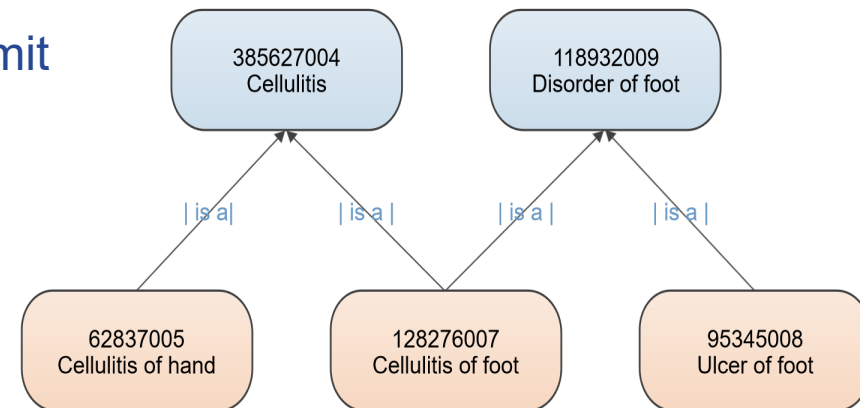 mit
385627004
Cellulitis
118932009
Disorder of foot
| is a|
| is a |
| is a |
| is a |
62837005
Cellulitis of hand
128276007
Cellulitis of foot
95345008
Ulcer of foot